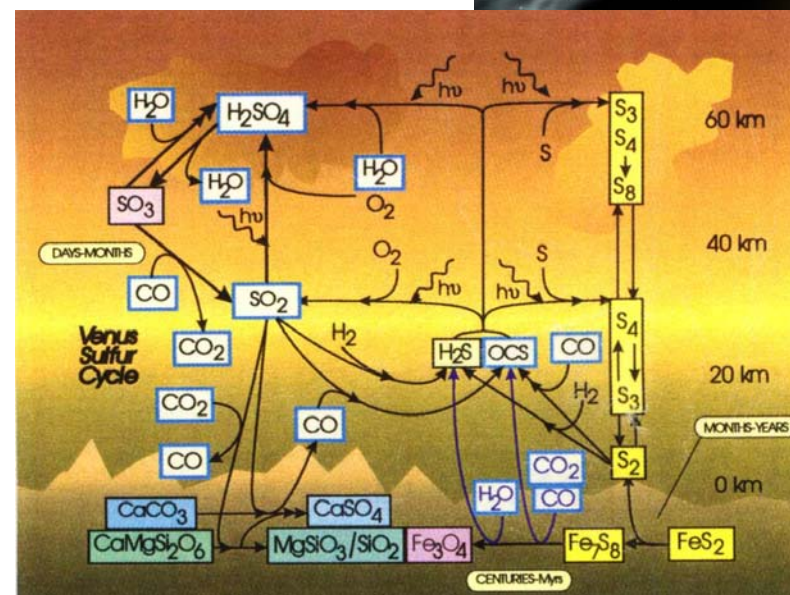 hν
hν
H₂O
H₂SO₄
S₃
S₄
S₈
60 km
S
H₂O
H₂O
O₂
SO₃
hν
DAYS-MONTHS
O₂
S
40 km
CO
SO₂
hν
hν
Venus
Sulfur
Cycle
CO₂
H₂
H₂S
OCS
CO
S₄
S₃
20 km
CO₂
CO
H₂
MONTHS-YEARS
CO
S₂
CO₂
H₂O
CO
0 km
CaCO₃
CaSO₄
CaMgSi₂O₆
MgSiO₃/SiO₂
Fe₃O₄
Fe₇S₈
FeS₂
CENTURIES-Myrs